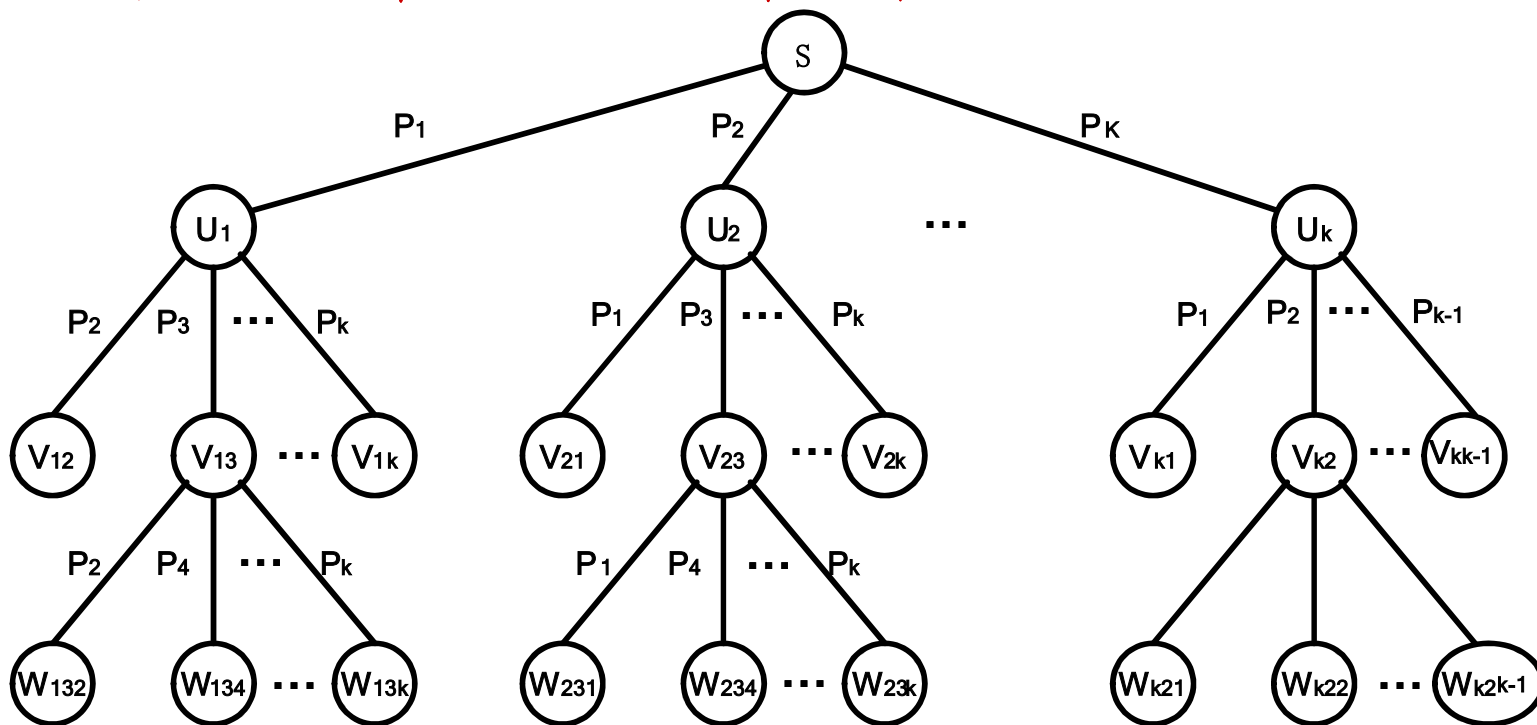 S
P1 P2 PK
U1 U2 ... Uk
P2 P3 ... Pk P1 P3 ... Pk P1 P2 ... Pk-1
V12 V13 ... V1k V21 V23 ... V2k Vk1 Vk2 ... Vkk-1
P2 P4 ... Pk P1 P4 ... Pk
W132 W134 ... W13k W231 W234 ... W23k Wk21 Wk22 ... Wk2k-1